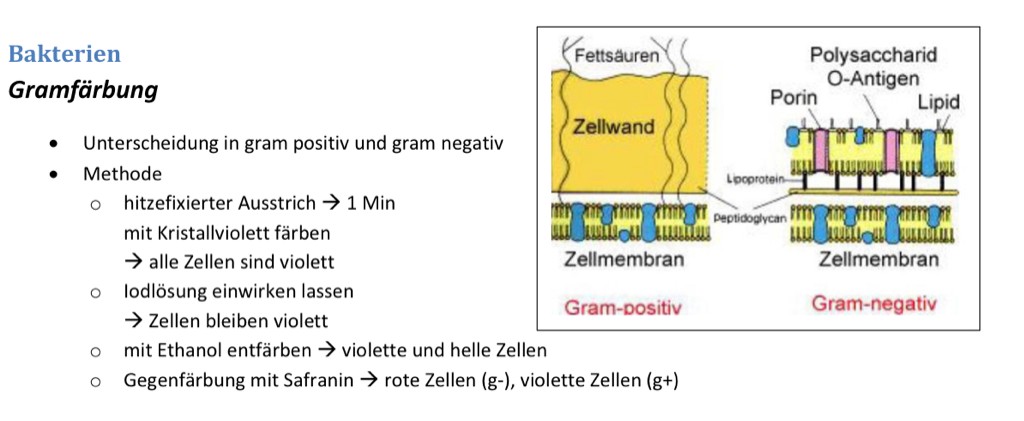 Bakterien
Gramfärbung
• Unterscheidung in gram positiv und gram negativ
• Methode
o hitzefixierter Ausstrich → 1 Min
mit Kristallviolett färben
→ alle Zellen sind violett
o Iodlösung einwirken lassen
→ Zellen bleiben violett
o mit Ethanol entfärben → violette und helle Zellen
o Gegenfärbung mit Safranin → rote Zellen (g-), violette Zellen (g+)
Fettsäuren
Zellwand
Zellmembran
Gram-positiv
Polysaccharid
O-Antigen
Porin
Lipid
Lipoprotein
Peptidoglycan
Zellmembran
Gram-negativ